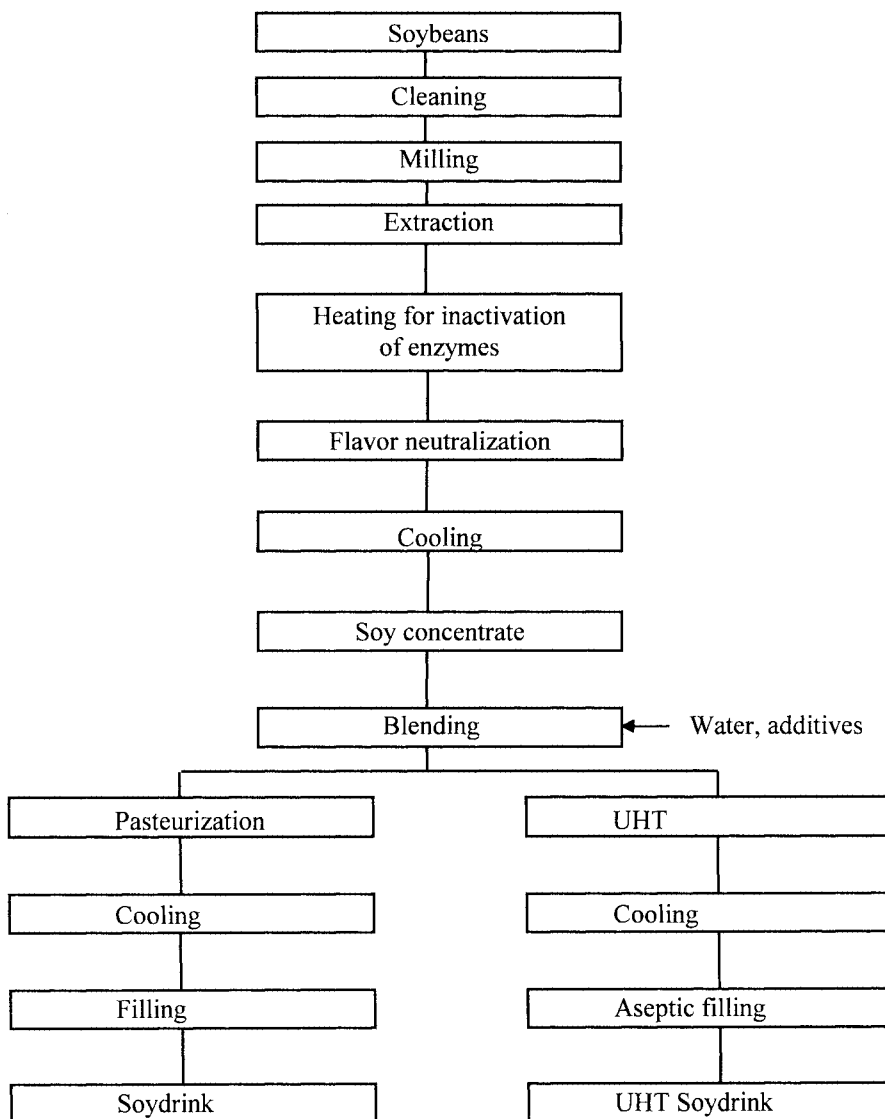 Soybeans
Cleaning
Milling
Extraction
Heating for inactivation
of enzymes
Flavor neutralization
Cooling
Soy concentrate
Blending
Water, additives
Pasteurization
UHT
Cooling
Cooling
Filling
Aseptic filling
Soydrink
UHT Soydrink